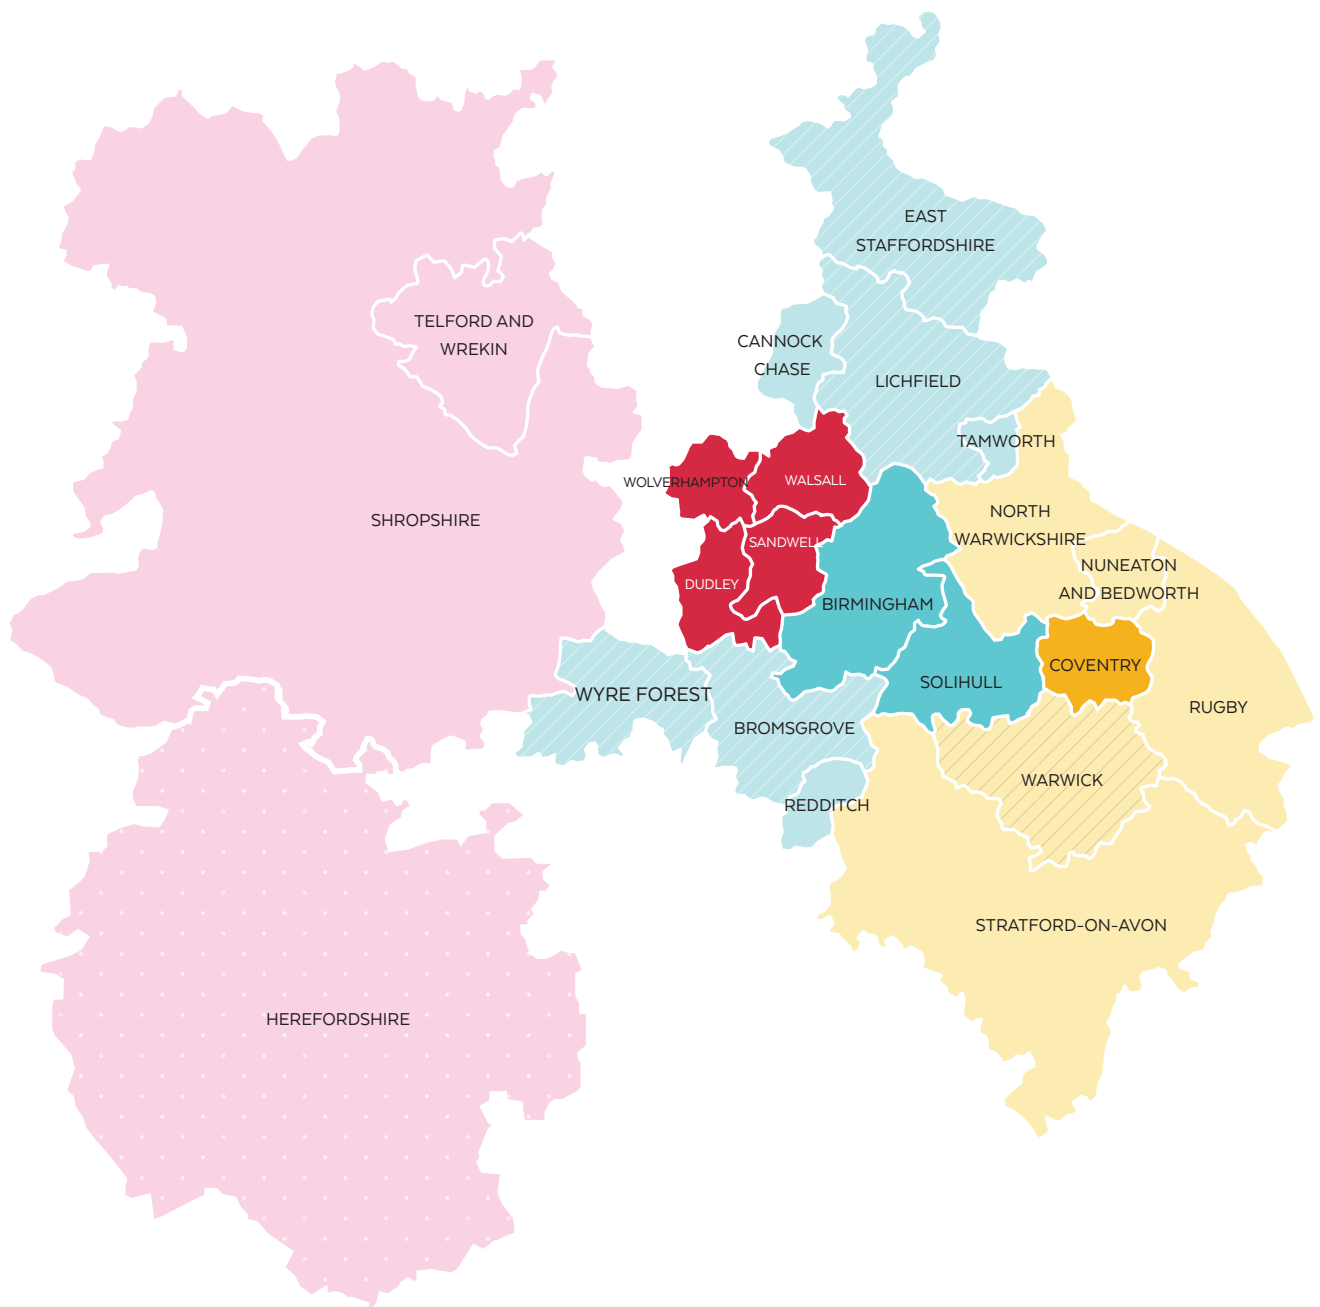 EAST
STAFFORDSHIRE
TELFORD AND
WREKIN
CANNOCK
CHASE
LICHFIELD
TAMWORTH
WOLVERHAMPTON
WALSALL
SHROPSHIRE
NORTH
WARWICKSHIRE
SANDWELL
NUNEATON
AND BEDWORTH
DUDLEY
BIRMINGHAM
COVENTRY
SOLIHULL
WYRE FOREST
RUGBY
BROMSGROVE
WARWICK
REDDITCH
STRATFORD-ON-AVON
HEREFORDSHIRE